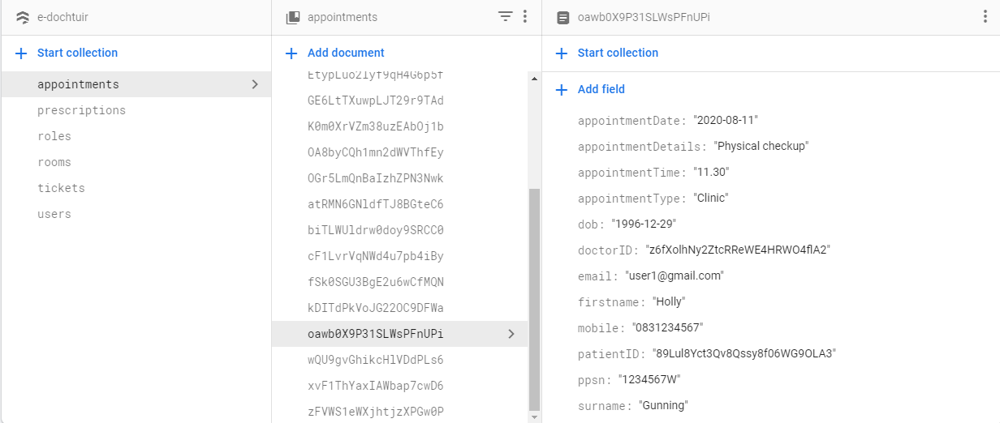 e-dochtuir
Start collection
appointments
prescriptions
roles
rooms
tickets
users
appointments
Add document
EtypLuo2lyf9qH4G6p5f
GE6LtTXuwpLJT29r9TAd
K0m0XrVZm38uzEAbOj1b
OA8byCQh1mn2dWVThfEy
OGr5LmQnBaIzhZPN3Nwk
atRMN6GNldfTJ8BGteC6
biTLWUldrw0doy9SRCC0
cF1LvrVqNWd4u7pb4iBy
fSk0SGU3BgE2u6wCfMQN
kDITdPkVoJG22OC9DFWa
oawb0X9P31SLWsPFnUPi
wQU9gvGhikcHlVDdPLs6
xvF1ThYaxIAWbap7cwD6
zFVWS1eWXjhtjzXPGw0P
oawb0X9P31SLWsPFnUPi
Start collection
Add field
appointmentDate: "2020-08-11"
appointmentDetails: "Physical checkup"
appointmentTime: "11.30"
appointmentType: "Clinic"
dob: "1996-12-29"
doctorID: "z6fXolhNy2ZtcRReWE4HRWO4flA2"
email: "user1@gmail.com"
firstname: "Holly"
mobile: "0831234567"
patientID: "89Lul8Yct3Qv8Qssy8f06WG9OLA3"
ppsn: "1234567W"
surname: "Gunning"